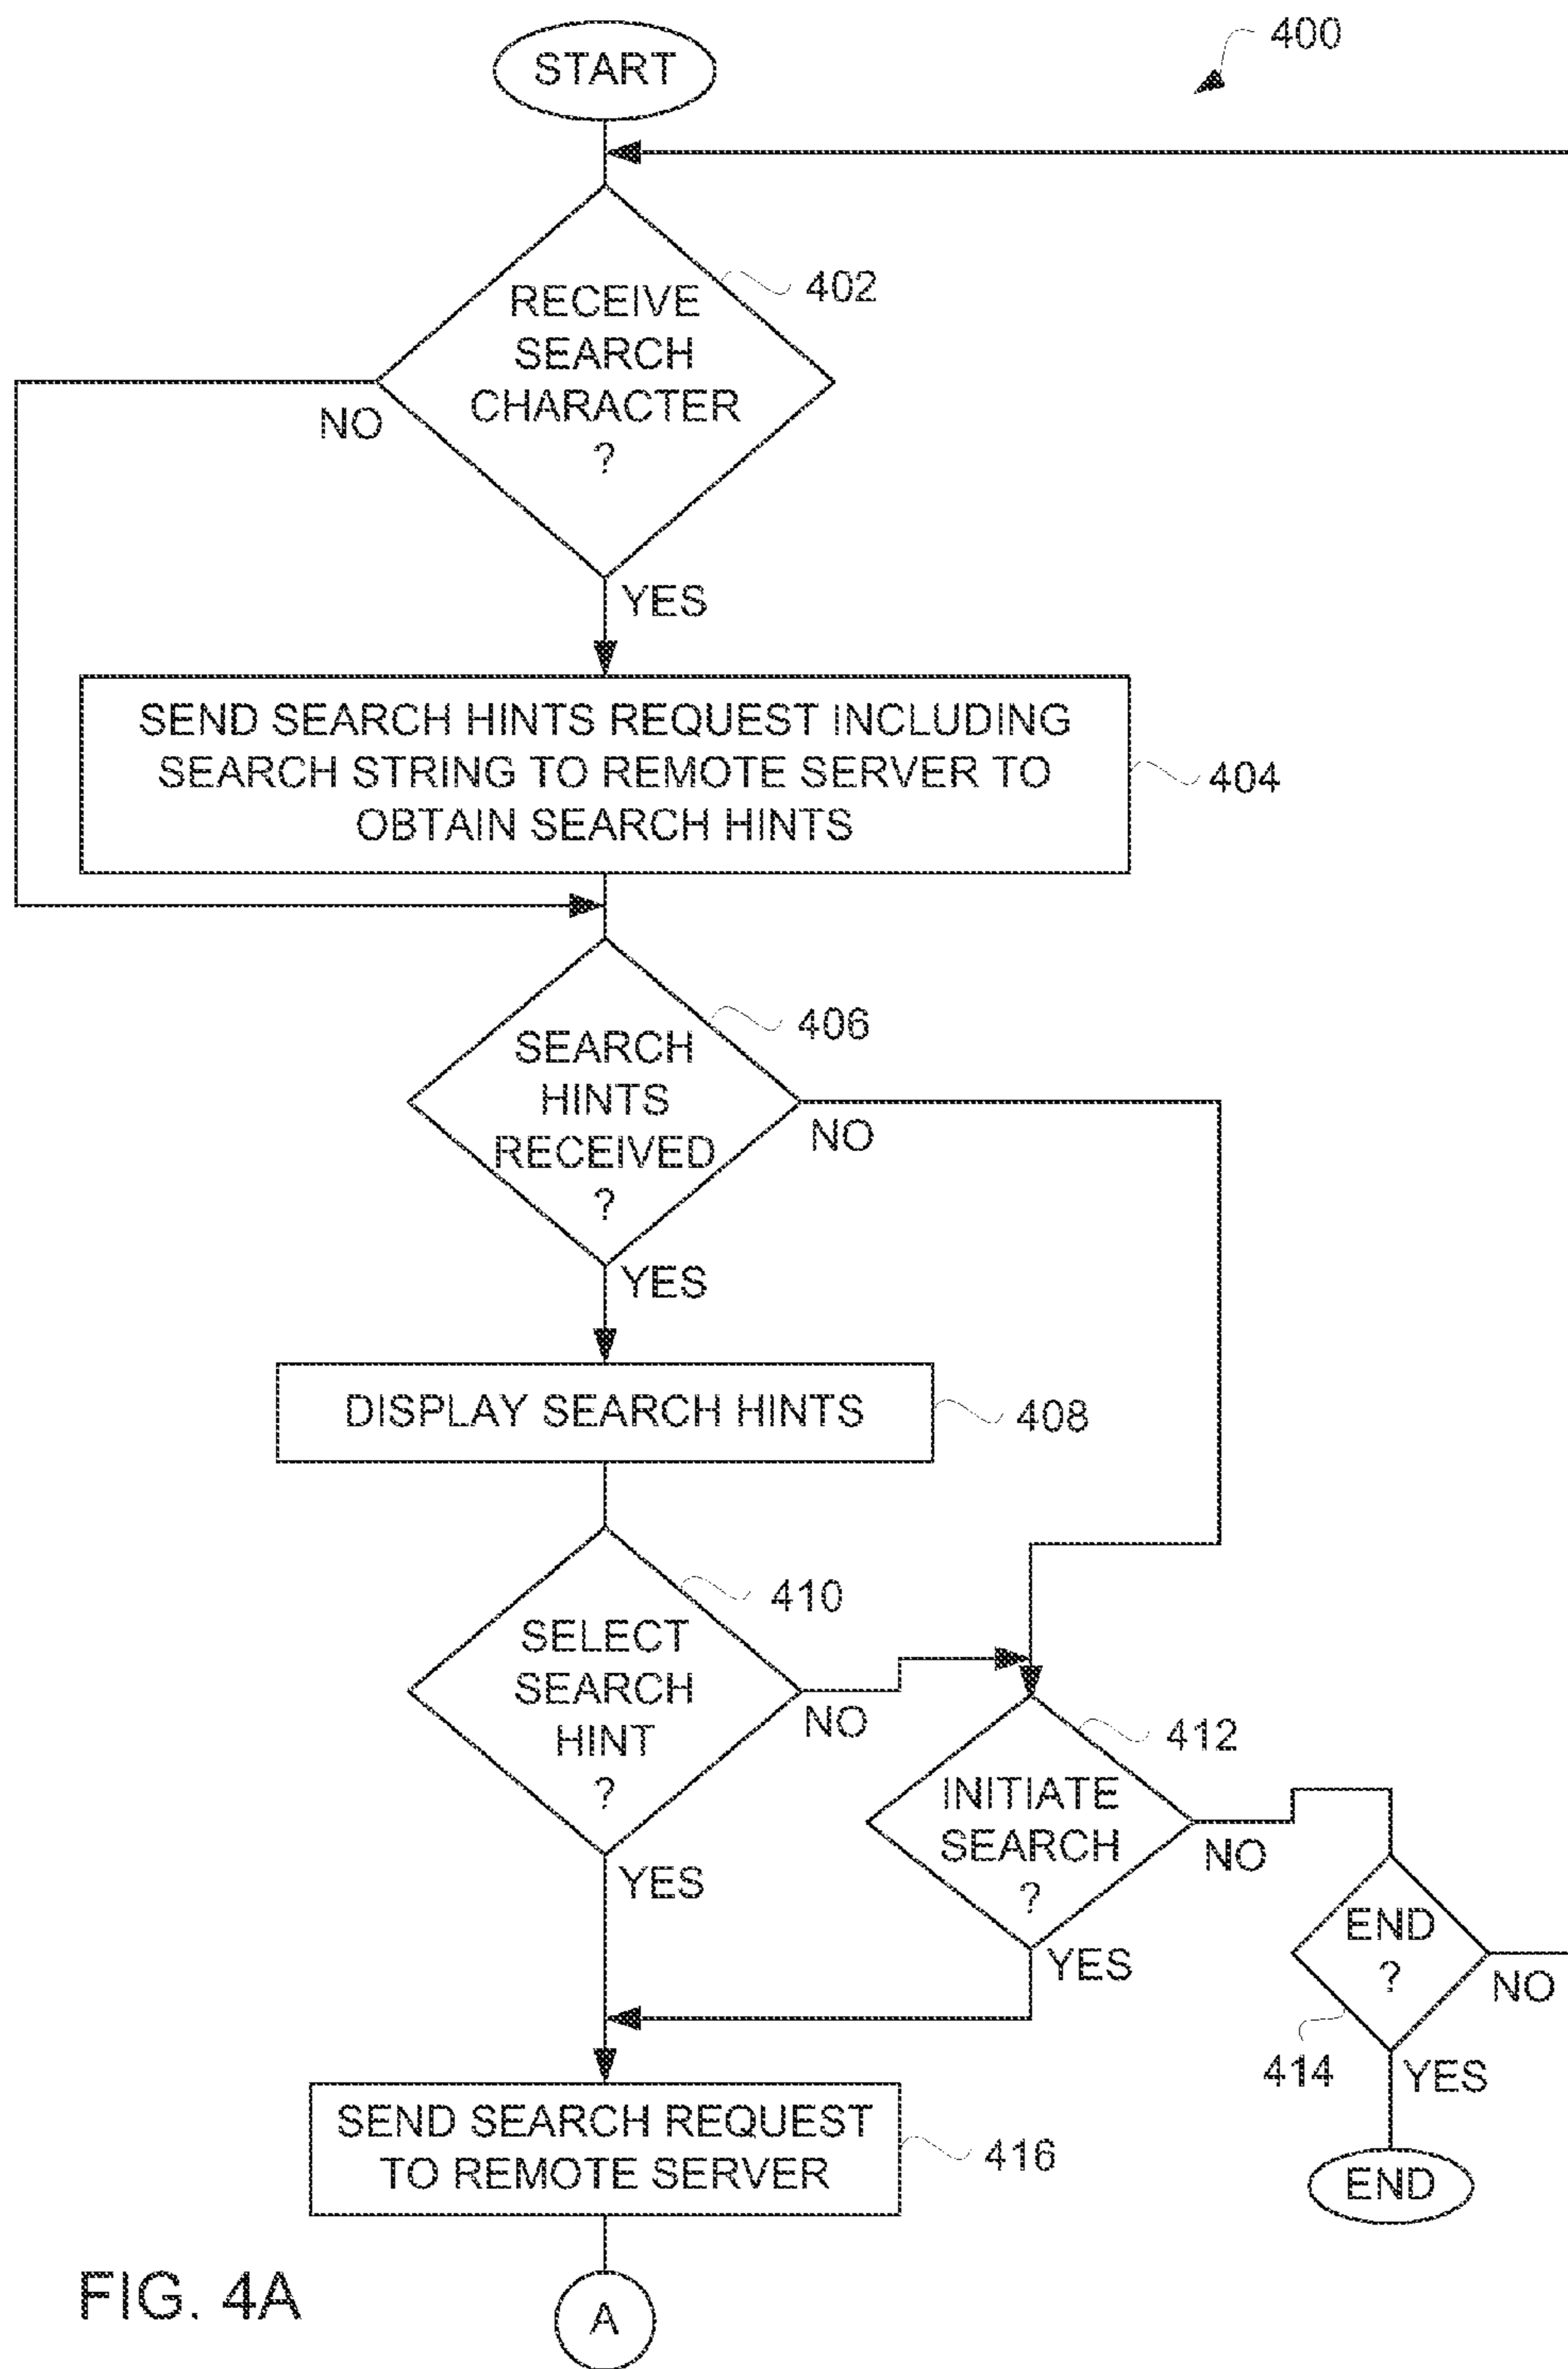 START
400
RECEIVE
SEARCH
CHARACTER
?
402
NO
YES
SEND SEARCH HINTS REQUEST INCLUDING
SEARCH STRING TO REMOTE SERVER TO
OBTAIN SEARCH HINTS
404
SEARCH
HINTS
RECEIVED
?
406
NO
YES
DISPLAY SEARCH HINTS
408
SELECT
SEARCH
HINT
?
410
NO
YES
INITIATE
SEARCH
?
412
NO
YES
END
?
414
NO
YES
END
SEND SEARCH REQUEST
TO REMOTE SERVER
416
A
FIG. 4A